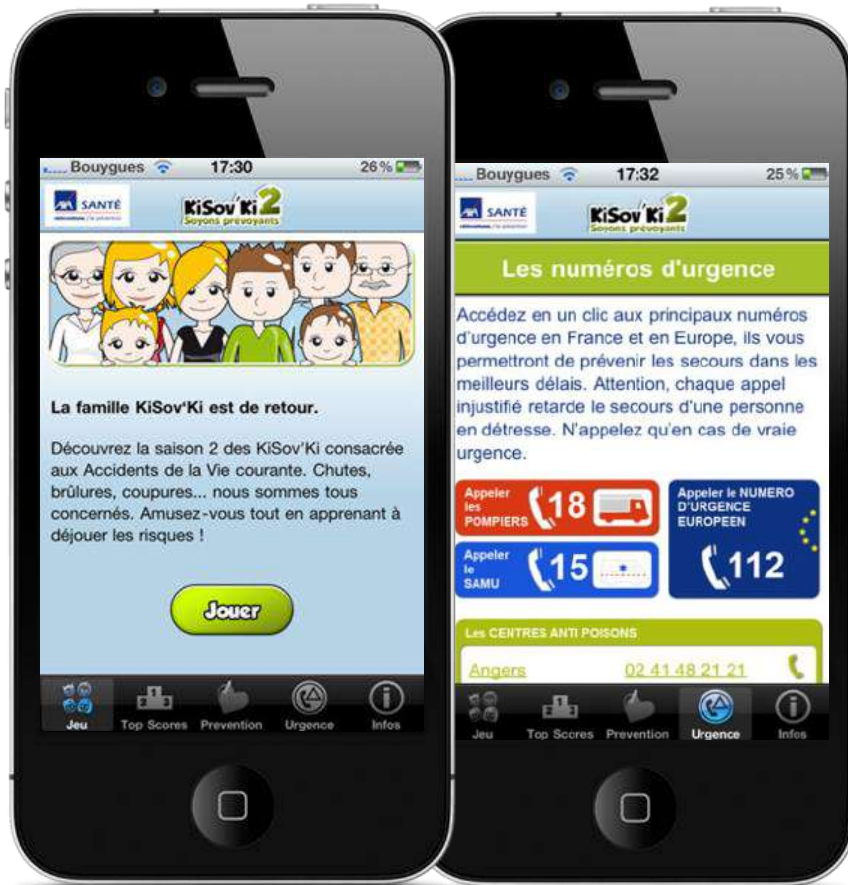 Bouygues 17:30 26 %
AXA SANTÉ
KiSov'Ki 2
Soyons prévoyants
La famille KiSov'Ki est de retour.
Découvrez la saison 2 des KiSov'Ki consacrée
aux Accidents de la Vie courante. Chutes,
brûlures, coupures... nous sommes tous
concernés. Amusez-vous tout en apprenant à
déjouer les risques !
Jouer
Jeu Top Scores Prevention Urgence Infos
Bouygues 17:32 25 %
AXA SANTÉ
KiSov'Ki 2
Soyons prévoyants
Les numéros d'urgence
Accédez en un clic aux principaux numéros
d'urgence en France et en Europe, ils vous
permettront de prévenir les secours dans les
meilleurs délais. Attention, chaque appel
injustifié retarde le secours d'une personne
en détresse. N'appelez qu'en cas de vraie
urgence.
Appeler
les
POMPIERS 18
Appeler
le
SAMU 15
Appeler le NUMERO
D'URGENCE
EUROPEEN
112
Les CENTRES ANTI POISONS
Angers 02 41 48 21 21
Jeu Top Scores Prevention Urgence Infos